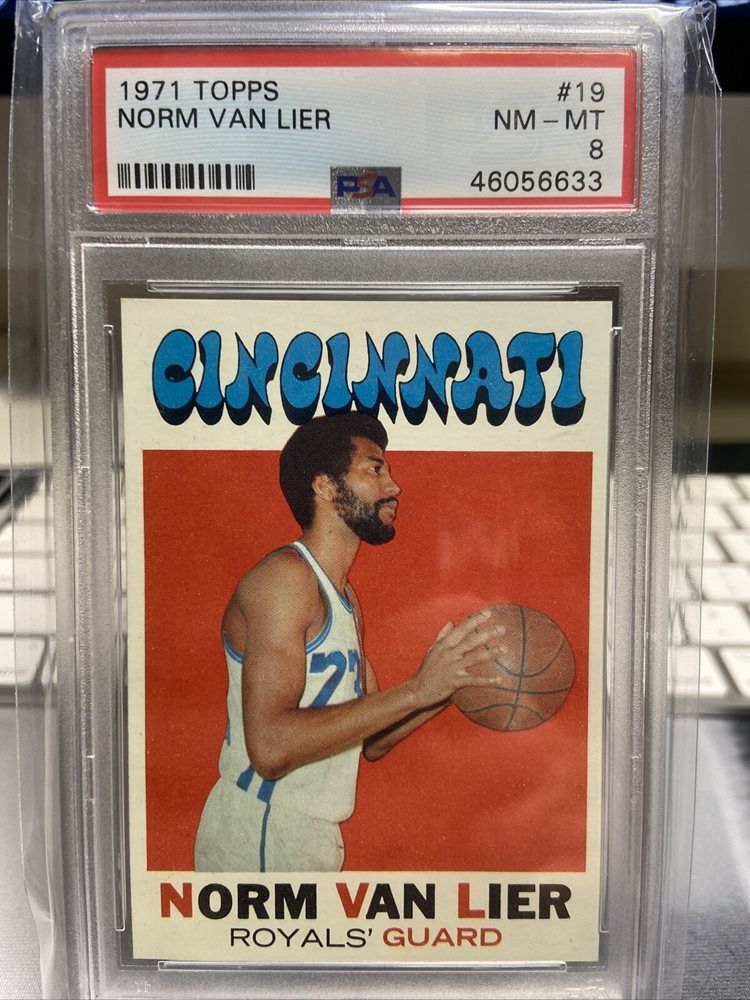 1971 TOPPS #19
NORM VAN LIER NM - MT
8
PSA 46056633
CINCINNATI
NORM VAN LIER
ROYALS' GUARD